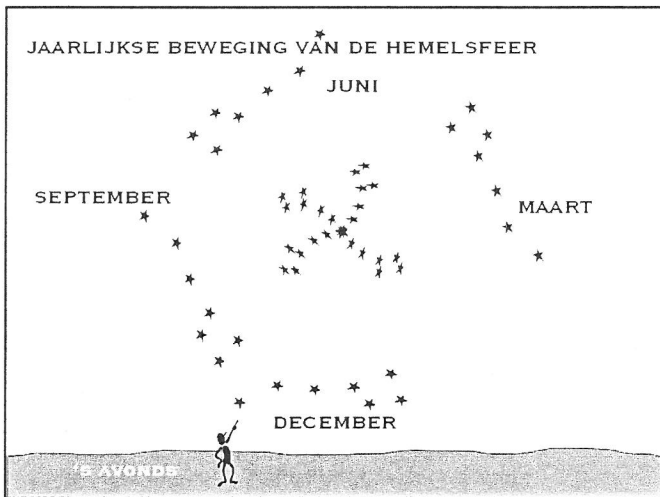 JAARLIJKSE BEWEGING VAN DE HEMELSFEER
JUNI
SEPTEMBER
MAART
DECEMBER
'S AVONDS